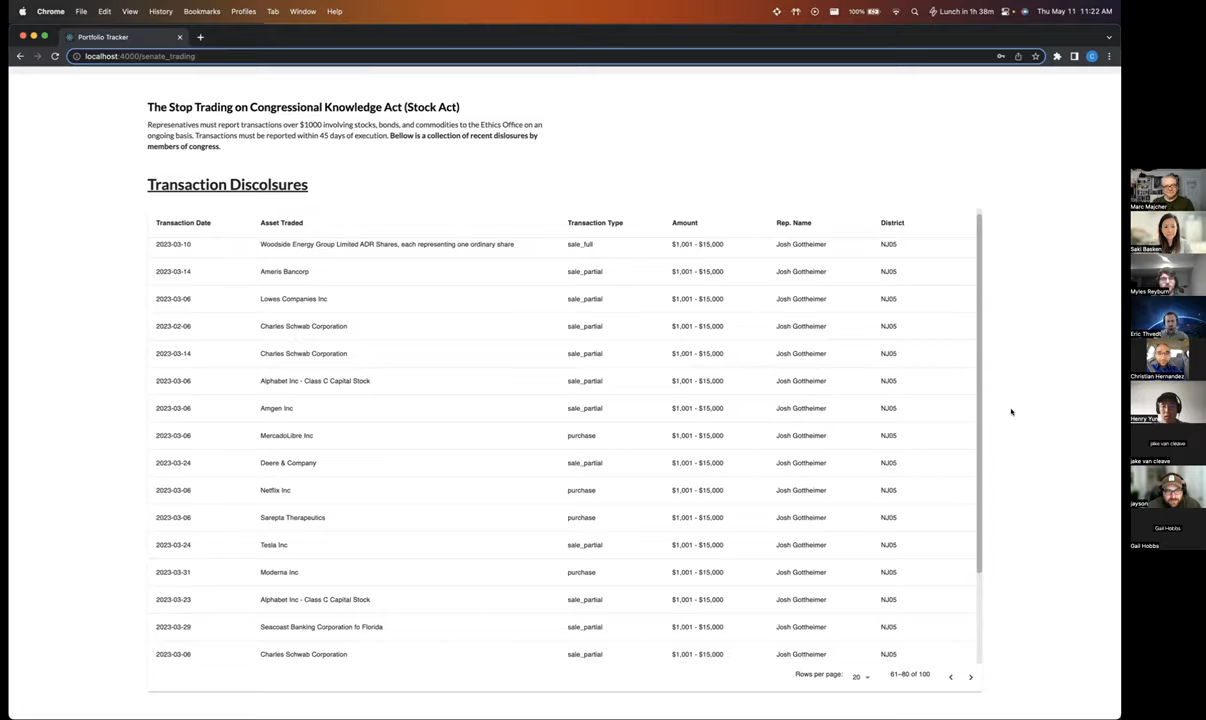 Chrome File Edit View History Bookmarks Profiles Tab Window Help 100% Lunch in 1h 38m Thu May 11 11:22 AM
Portfolio Tracker
localhost:4000/senate_trading
The Stop Trading on Congressional Knowledge Act (Stock Act)
Represenatives must report transactions over $1000 involving stocks, bonds, and commodities to the Ethics Office on an
ongoing basis. Transactions must be reported within 45 days of execution. Bellow is a collection of recent dislosures by
members of congress.
Transaction Discolsures
Transaction Date Asset Traded Transaction Type Amount Rep. Name District
2023-03-10 Woodside Energy Group Limited ADR Shares, each representing one ordinary share sale_full $1,001 - $15,000 Josh Gottheimer NJ05
2023-03-14 Ameris Bancorp sale_partial $1,001 - $15,000 Josh Gottheimer NJ05
2023-03-06 Lowes Companies Inc sale_partial $1,001 - $15,000 Josh Gottheimer NJ05
2023-02-06 Charles Schwab Corporation sale_partial $1,001 - $15,000 Josh Gottheimer NJ05
2023-03-14 Charles Schwab Corporation sale_partial $1,001 - $15,000 Josh Gottheimer NJ05
2023-03-06 Alphabet Inc - Class C Capital Stock sale_partial $1,001 - $15,000 Josh Gottheimer NJ05
2023-03-06 Amgen Inc sale_partial $1,001 - $15,000 Josh Gottheimer NJ05
2023-03-06 MercadoLibre Inc purchase $1,001 - $15,000 Josh Gottheimer NJ05
2023-03-24 Deere & Company sale_partial $1,001 - $15,000 Josh Gottheimer NJ05
2023-03-06 Netflix Inc purchase $1,001 - $15,000 Josh Gottheimer NJ05
2023-03-06 Sarepta Therapeutics purchase $1,001 - $15,000 Josh Gottheimer NJ05
2023-03-24 Tesla Inc sale_partial $1,001 - $15,000 Josh Gottheimer NJ05
2023-03-31 Moderna Inc purchase $1,001 - $15,000 Josh Gottheimer NJ05
2023-03-23 Alphabet Inc - Class C Capital Stock sale_partial $1,001 - $15,000 Josh Gottheimer NJ05
2023-03-29 Seacoast Banking Corporation fo Florida sale_partial $1,001 - $15,000 Josh Gottheimer NJ05
2023-03-06 Charles Schwab Corporation sale_partial $1,001 - $15,000 Josh Gottheimer NJ05
Rows per page: 20 61–80 of 100
Marc Majcher
Saki Basken
Myles Reyburn
Eric Thvedt
Christian Hernandez
Henry Yun
jake van cleave
jake van cleave
jayson
Gail Hobbs
Gail Hobbs